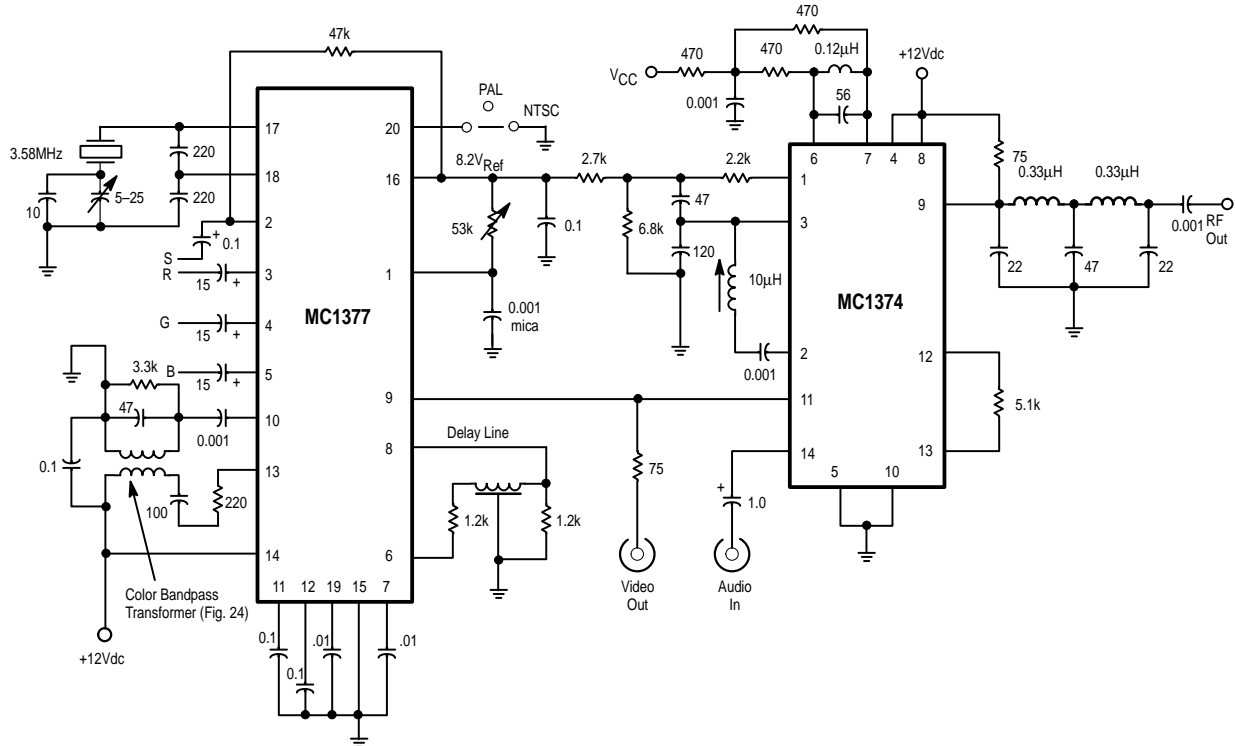 47k
470
470
470
0.12µH
+12Vdc
VCC
0.001
56
PAL
NTSC
3.58MHz
17
20
220
18
8.2VRef
16
2.7k
2.2k
1
6
7
4
8
75
0.33µH
0.33µH
10
5–25
220
2
S
+
0.1
R
15
+
3
53k
0.1
6.8k
47
3
120
9
0.001
RF
Out
22
47
22
1
10µH
MC1374
MC1377
0.001
mica
G
15
+
4
2
0.001
B
15
+
5
3.3k
47
0.001
10
9
11
12
5.1k
13
8
Delay Line
14
75
0.1
13
100
220
1.2k
1.2k
6
+
1.0
5
10
14
Video
Out
Audio
In
Color Bandpass
Transformer (Fig. 24)
11
12
19
15
7
0.1
0.1
.01
.01
+12Vdc